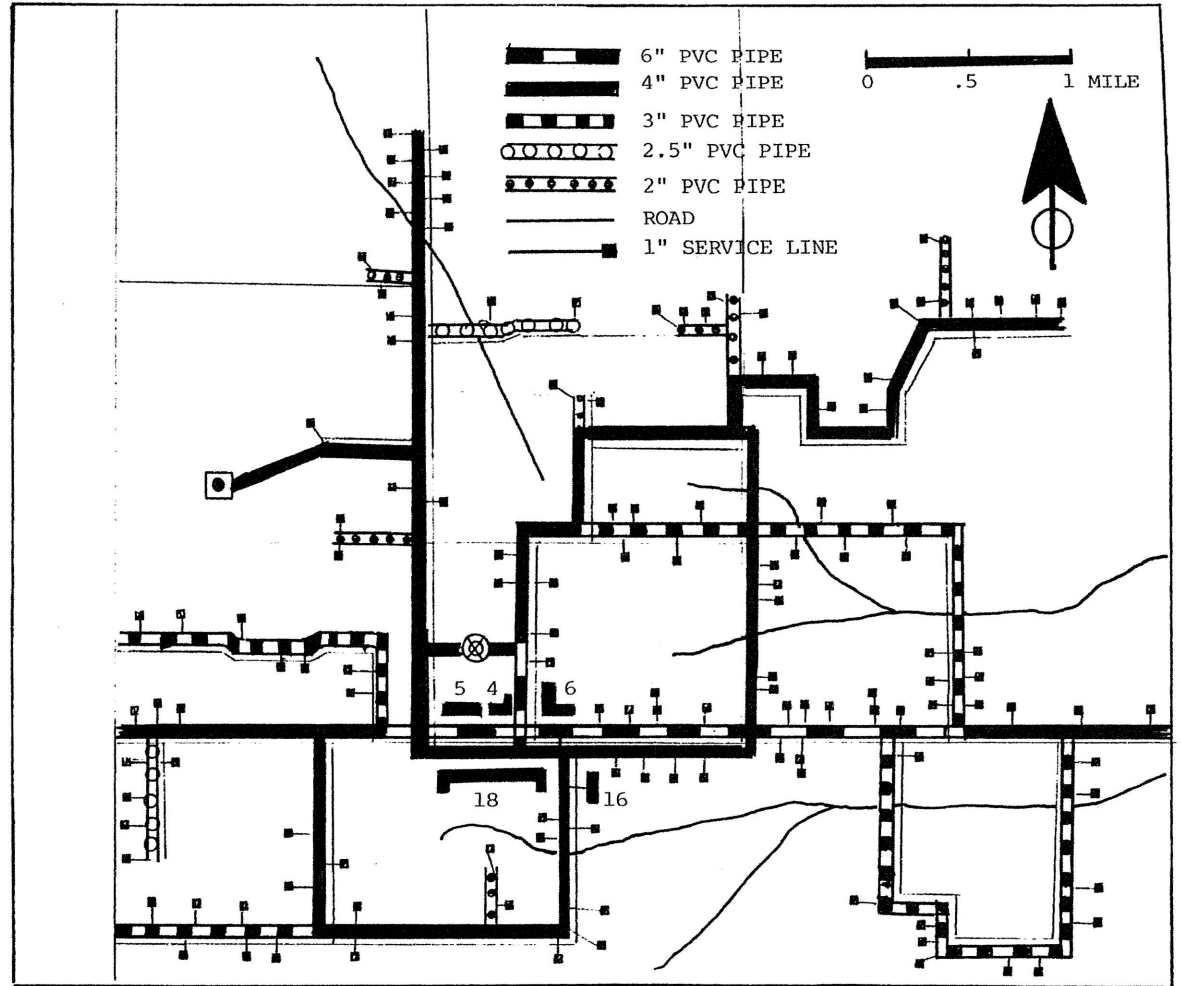 6" PVC PIPE
4" PVC PIPE
3" PVC PIPE
2.5" PVC PIPE
2" PVC PIPE
ROAD
1" SERVICE LINE
0 .5 1 MILE
5 4 6
18 16